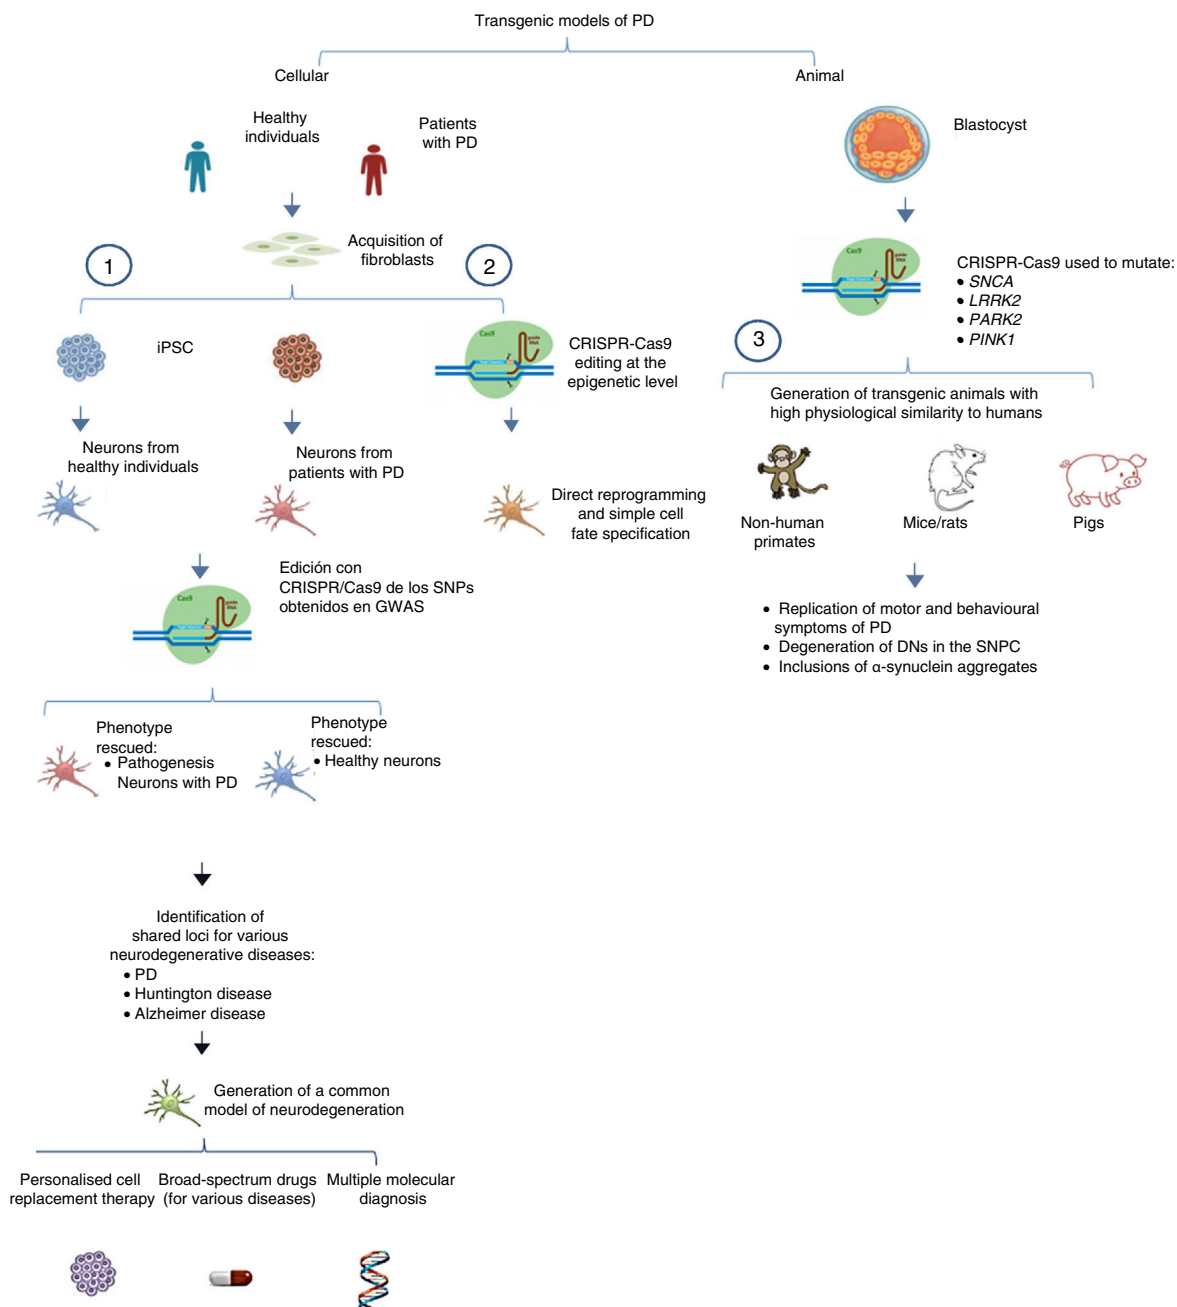 Transgenic models of PD
Cellular
Animal
Healthy
individuals
Patients
with PD
Blastocyst
Acquisition of
fibroblasts
1
2
Cas9
CRISPR-Cas9 used to mutate:
• SNCA
• LRRK2
• PARK2
• PINK1
iPSC
Cas9
guide
RNA
CRISPR-Cas9
editing at the
epigenetic level
3
Generation of transgenic animals with
high physiological similarity to humans
Neurons from
healthy individuals
Neurons from
patients with PD
Direct reprogramming
and simple cell
fate specification
Non-human
primates
Mice/rats
Pigs
Edición con
CRISPR/Cas9 de los SNPs
obtenidos en GWAS
Cas9
guide
RNA
• Replication of motor and behavioural
symptoms of PD
• Degeneration of DNs in the SNPC
• Inclusions of α-synuclein aggregates
Phenotype
rescued:
• Pathogenesis
Neurons with PD
Phenotype
rescued:
• Healthy neurons
Identification of
shared loci for various
neurodegenerative diseases:
• PD
• Huntington disease
• Alzheimer disease
Generation of a common
model of neurodegeneration
Personalised cell
replacement therapy
Broad-spectrum drugs
(for various diseases)
Multiple molecular
diagnosis